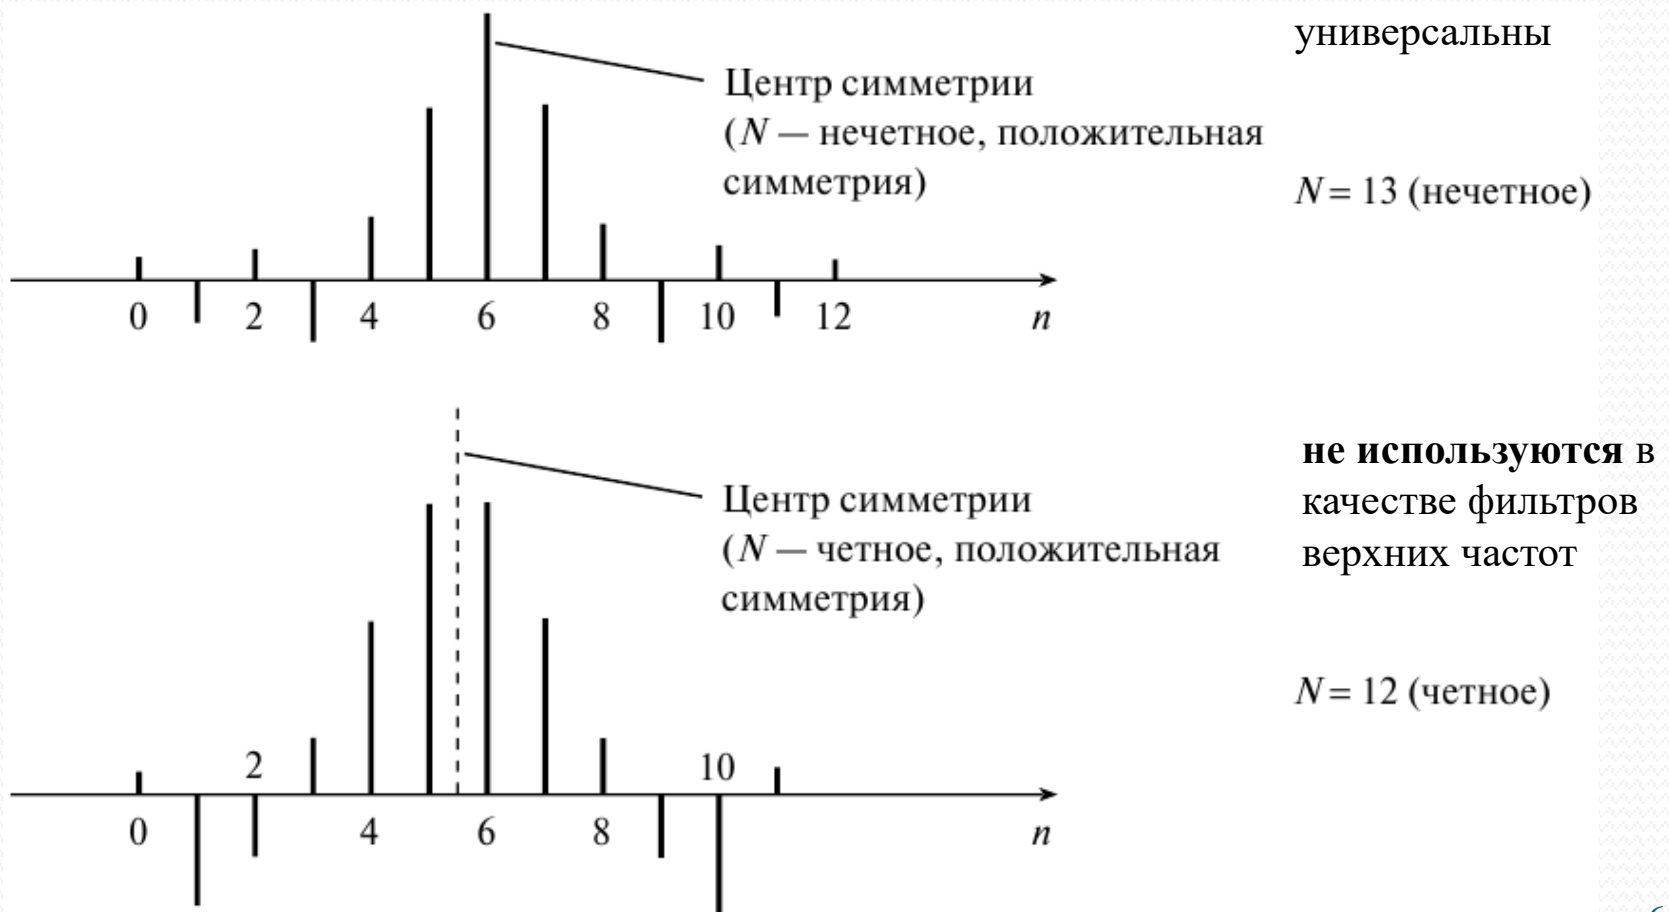 универсальны
Центр симметрии
(N — нечетное, положительная
симметрия)
N = 13 (нечетное)
0 2 4 6 8 10 12 n
не используются в
качестве фильтров
верхних частот
Центр симметрии
(N — четное, положительная
симметрия)
N = 12 (четное)
2 10
0 4 6 8 n